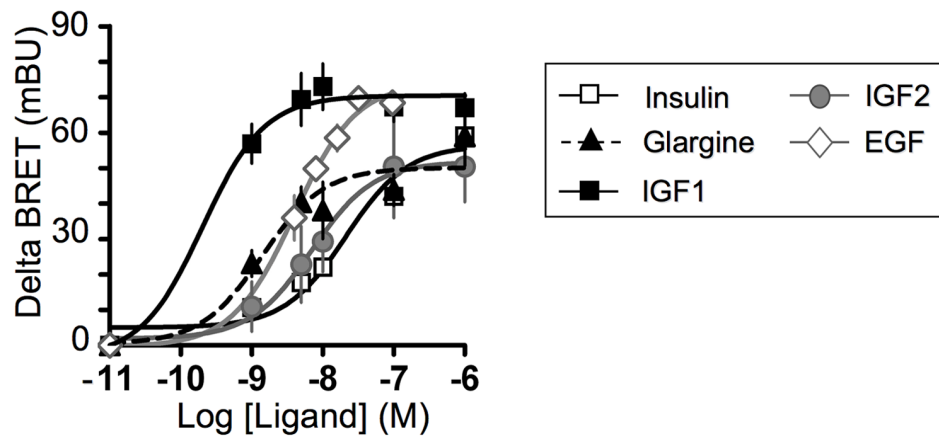 Delta BRET (mBU)
90
60
30
0
-11 -10 -9 -8 -7 -6
Log [Ligand] (M)
Insulin
IGF2
Glargine
EGF
IGF1